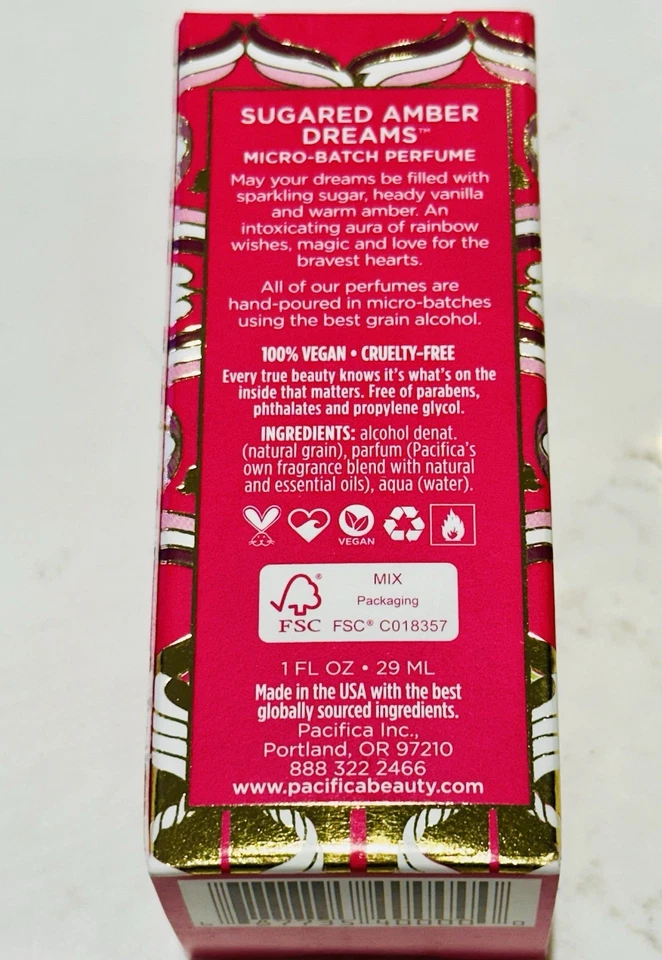 SUGARED AMBER
DREAMS™
MICRO-BATCH PERFUME
May your dreams be filled with
sparkling sugar, heady vanilla
and warm amber. An
intoxicating aura of rainbow
wishes, magic and love for the
bravest hearts.
All of our perfumes are
hand-poured in micro-batches
using the best grain alcohol.
100% VEGAN • CRUELTY-FREE
Every true beauty knows it's what's on the
inside that matters. Free of parabens,
phthalates and propylene glycol.
INGREDIENTS: alcohol denat.
(natural grain), parfum (Pacifica's
own fragrance blend with natural
and essential oils), aqua (water).
VEGAN
MIX
Packaging
FSC® C018357
FSC
1 FL OZ • 29 ML
Made in the USA with the best
globally sourced ingredients.
Pacifica Inc.,
Portland, OR 97210
888 322 2466
www.pacificabeauty.com